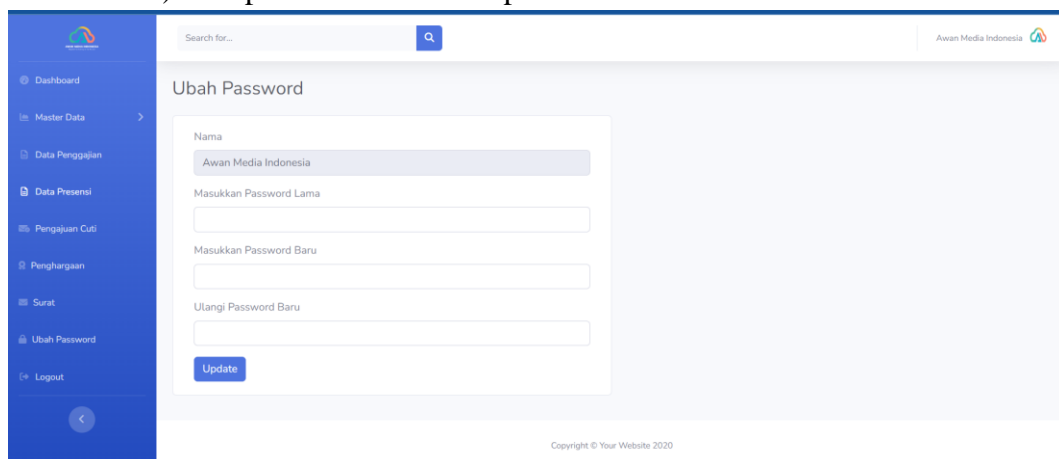 Search for...
Awan Media Indonesia
Dashboard
Master Data
Data Penggajian
Data Presensi
Pengajuan Cuti
Penghargaan
Surat
Ubah Password
Logout
Ubah Password
Nama
Awan Media Indonesia
Masukkan Password Lama
Masukkan Password Baru
Ulangi Password Baru
Update
Copyright © Your Website 2020